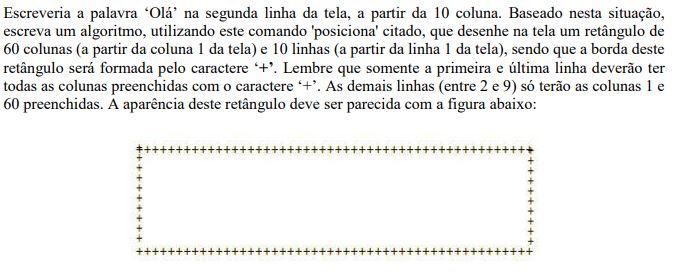 Escreveria a palavra ‘Olá’ na segunda linha da tela, a partir da 10 coluna. Baseado nesta situação,
escreva um algoritmo, utilizando este comando 'posiciona' citado, que desenhe na tela um retângulo de
60 colunas (a partir da coluna 1 da tela) e 10 linhas (a partir da linha 1 da tela), sendo que a borda deste
retângulo será formada pelo caractere ‘+’. Lembre que somente a primeira e última linha deverão ter
todas as colunas preenchidas com o caractere ‘+’. As demais linhas (entre 2 e 9) só terão as colunas 1 e
60 preenchidas. A aparência deste retângulo deve ser parecida com a figura abaixo:
++++++++++++++++++++++++++++++++++++++++++++++++++
+ +
+ +
+ +
+ +
+ +
+ +
+ +
+ +
+ +
++++++++++++++++++++++++++++++++++++++++++++++++++